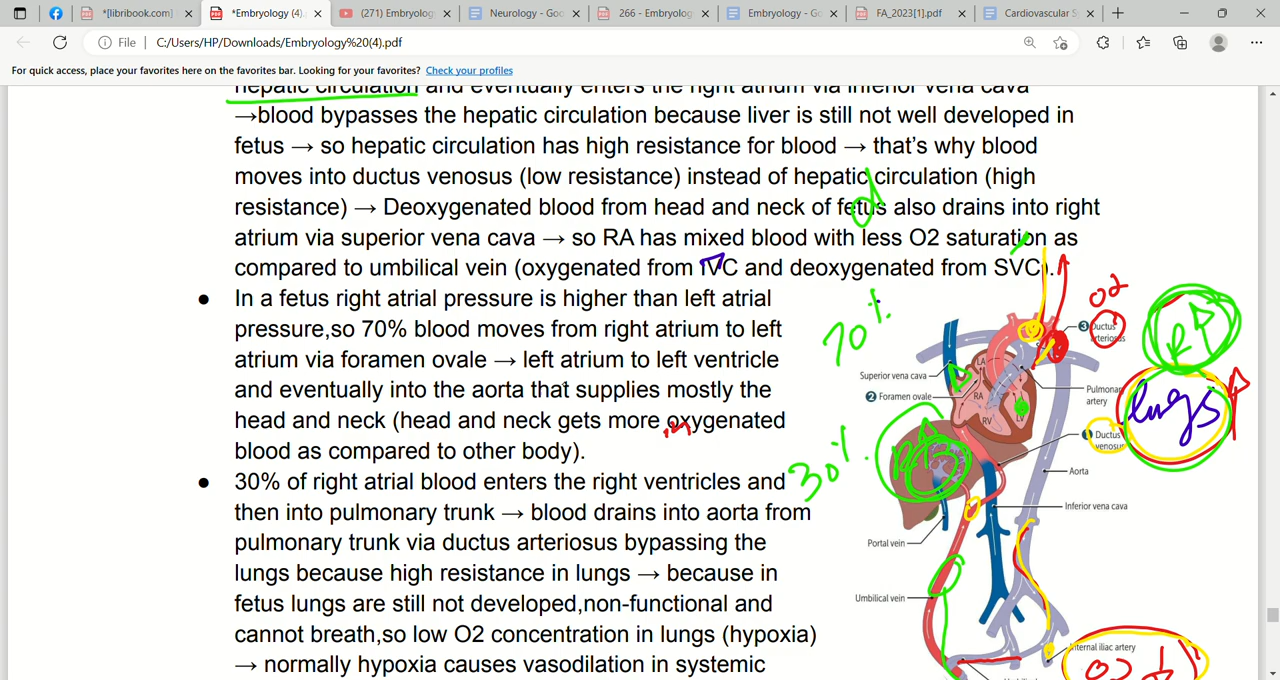 *[libribook.com]
*Embryology (4).
(271) Embryolog
Neurology - Goo
266 - Embryolog
Embryology - Go
FA_2023[1].pdf
Cardiovascular S
File
C:/Users/HP/Downloads/Embryology%20(4).pdf
For quick access, place your favorites here on the favorites bar. Looking for your favorites? Check your profiles
hepatic circulation and eventually enters the right atrium via inferior vena cava
→blood bypasses the hepatic circulation because liver is still not well developed in
fetus → so hepatic circulation has high resistance for blood → that's why blood
moves into ductus venosus (low resistance) instead of hepatic circulation (high
resistance) → Deoxygenated blood from head and neck of fetus also drains into right
atrium via superior vena cava → so RA has mixed blood with less O2 saturation as
compared to umbilical vein (oxygenated from IVC and deoxygenated from SVC).
● In a fetus right atrial pressure is higher than left atrial
pressure,so 70% blood moves from right atrium to left
atrium via foramen ovale → left atrium to left ventricle
and eventually into the aorta that supplies mostly the
head and neck (head and neck gets more oxygenated
blood as compared to other body).
● 30% of right atrial blood enters the right ventricles and
then into pulmonary trunk → blood drains into aorta from
pulmonary trunk via ductus arteriosus bypassing the
lungs because high resistance in lungs → because in
fetus lungs are still not developed,non-functional and
cannot breath,so low O2 concentration in lungs (hypoxia)
→ normally hypoxia causes vasodilation in systemic
70%
30%
O2
R
lungs
O2
3 Ductus
arteriosus
Superior vena cava
2 Foramen ovale
LA
RA
RV
LV
Pulmonary
artery
1 Ductus
venosus
Aorta
Inferior vena cava
Portal vein
Umbilical vein
Internal iliac artery